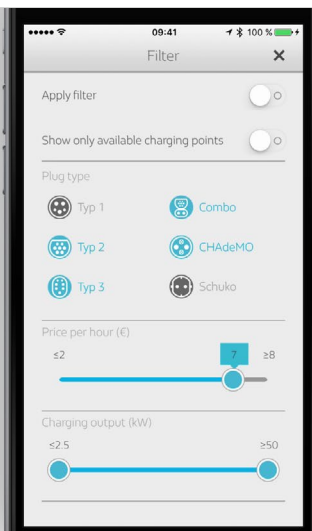 09:41
100 %
Filter
Apply filter
Show only available charging points
Plug type
Typ 1
Combo
Typ 2
CHAdeMO
Typ 3
Schuko
Price per hour (€)
≤2
7
≥8
Charging output (kW)
≤2.5
≥50